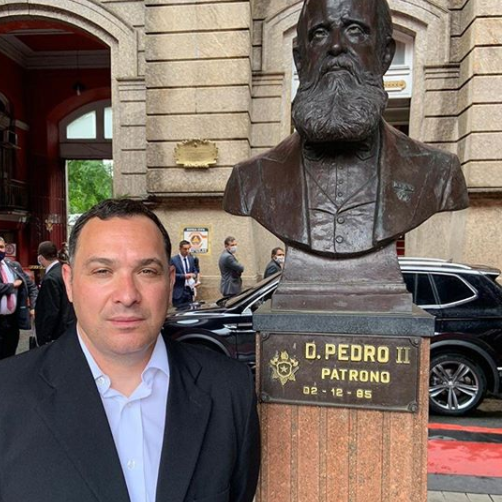 D. PEDRO II
PATRONO
02-12-85